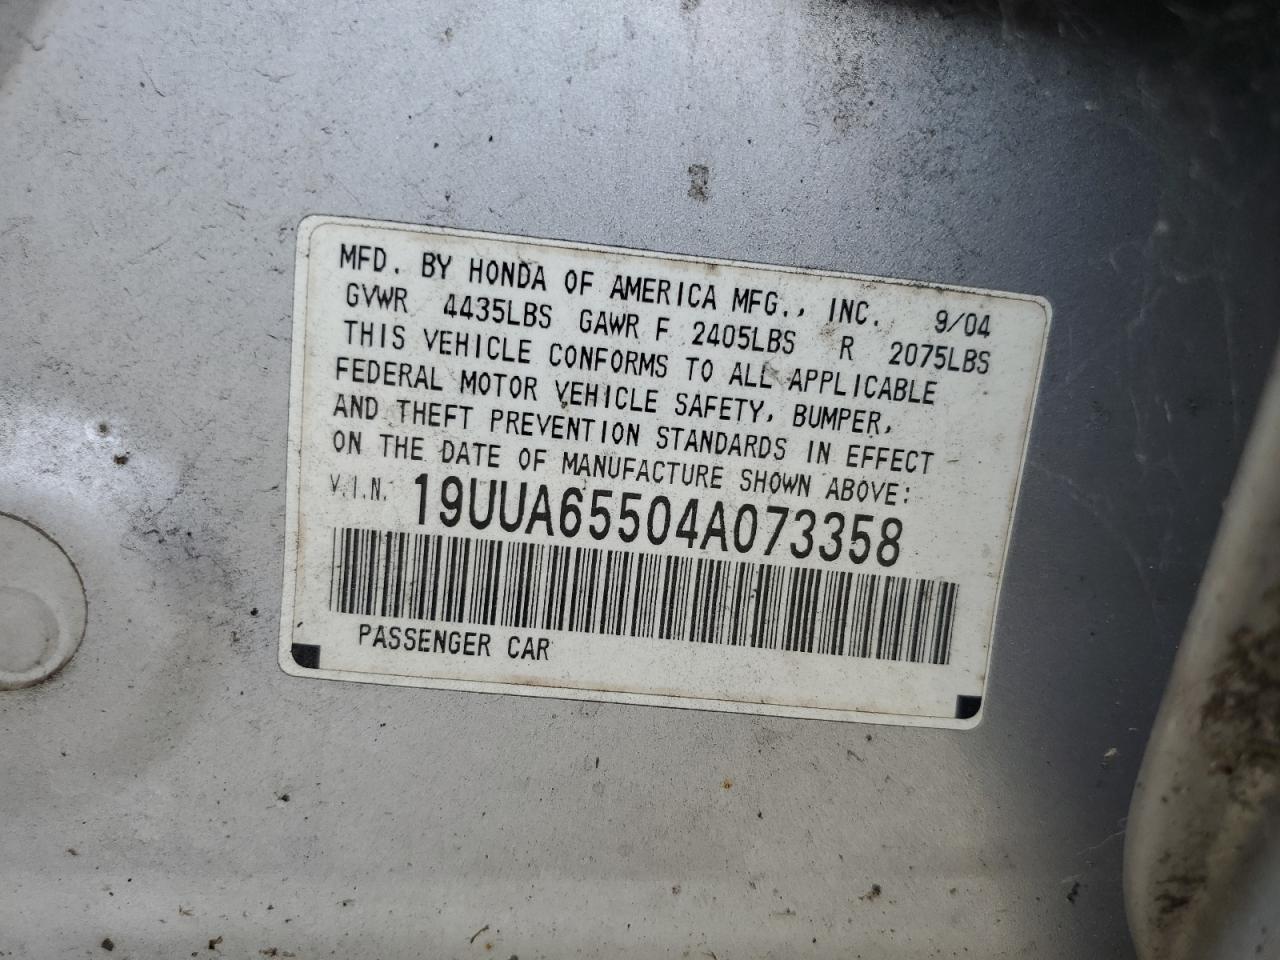 MFD. BY HONDA OF AMERICA MFG., INC. 9/04
GVWR 4435LBS GAWR F 2405LBS R 2075LBS
THIS VEHICLE CONFORMS TO ALL APPLICABLE
FEDERAL MOTOR VEHICLE SAFETY, BUMPER,
AND THEFT PREVENTION STANDARDS IN EFFECT
ON THE DATE OF MANUFACTURE SHOWN ABOVE:
V.I.N. 19UUA65504A073358
PASSENGER CAR